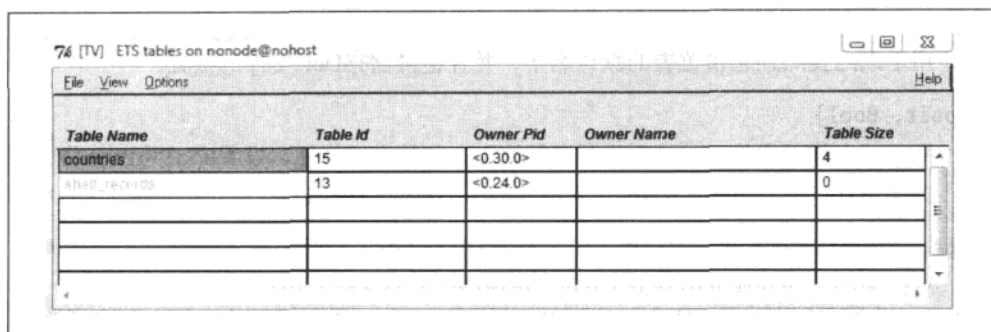 [TV] ETS tables on nonode@nohost
File View Options Help
Table Name Table Id Owner Pid Owner Name Table Size
countries 15 <0.30.0> 4
shell_records 13 <0.24.0> 0